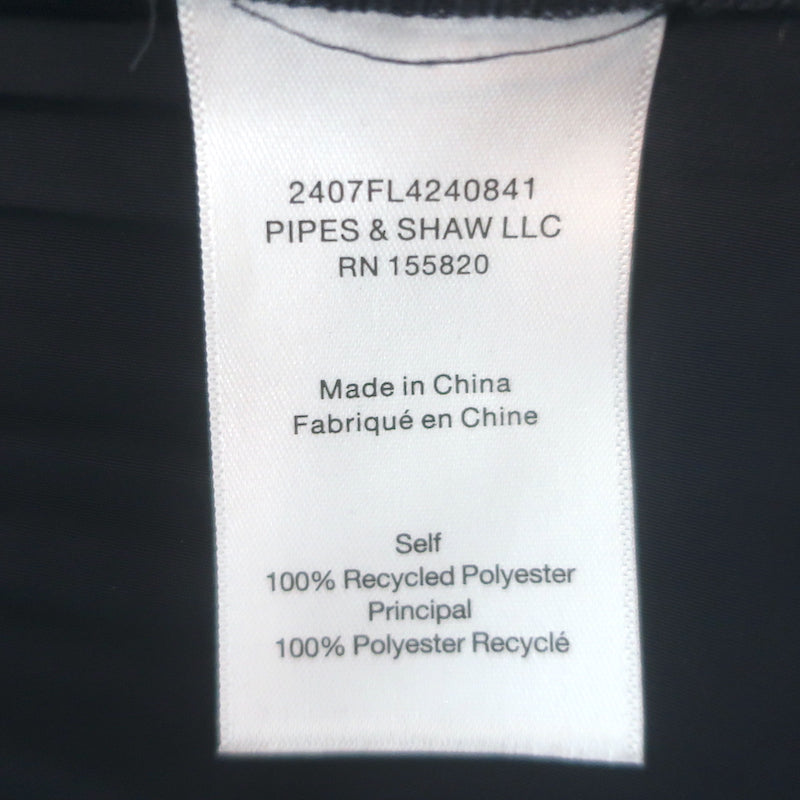 2407FL4240841
PIPES & SHAW LLC
RN 155820
Made in China
Fabriqué en Chine
Self
100% Recycled Polyester
Principal
100% Polyester Recyclé